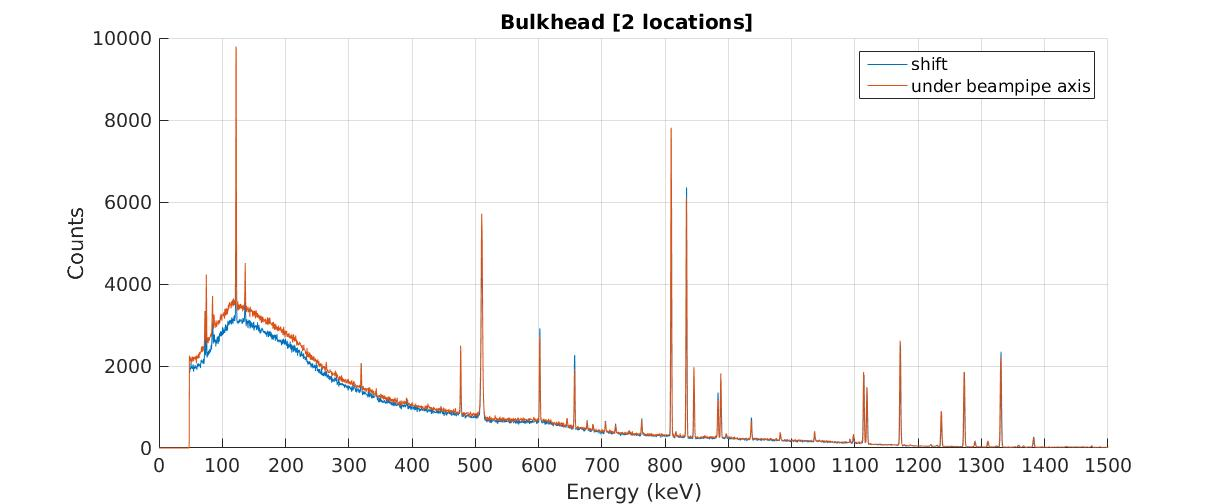 Bulkhead [2 locations]
10000
8000
6000
4000
2000
0
Counts
shift
under beampipe axis
0 100 200 300 400 500 600 700 800 900 1000 1100 1200 1300 1400 1500
Energy (keV)